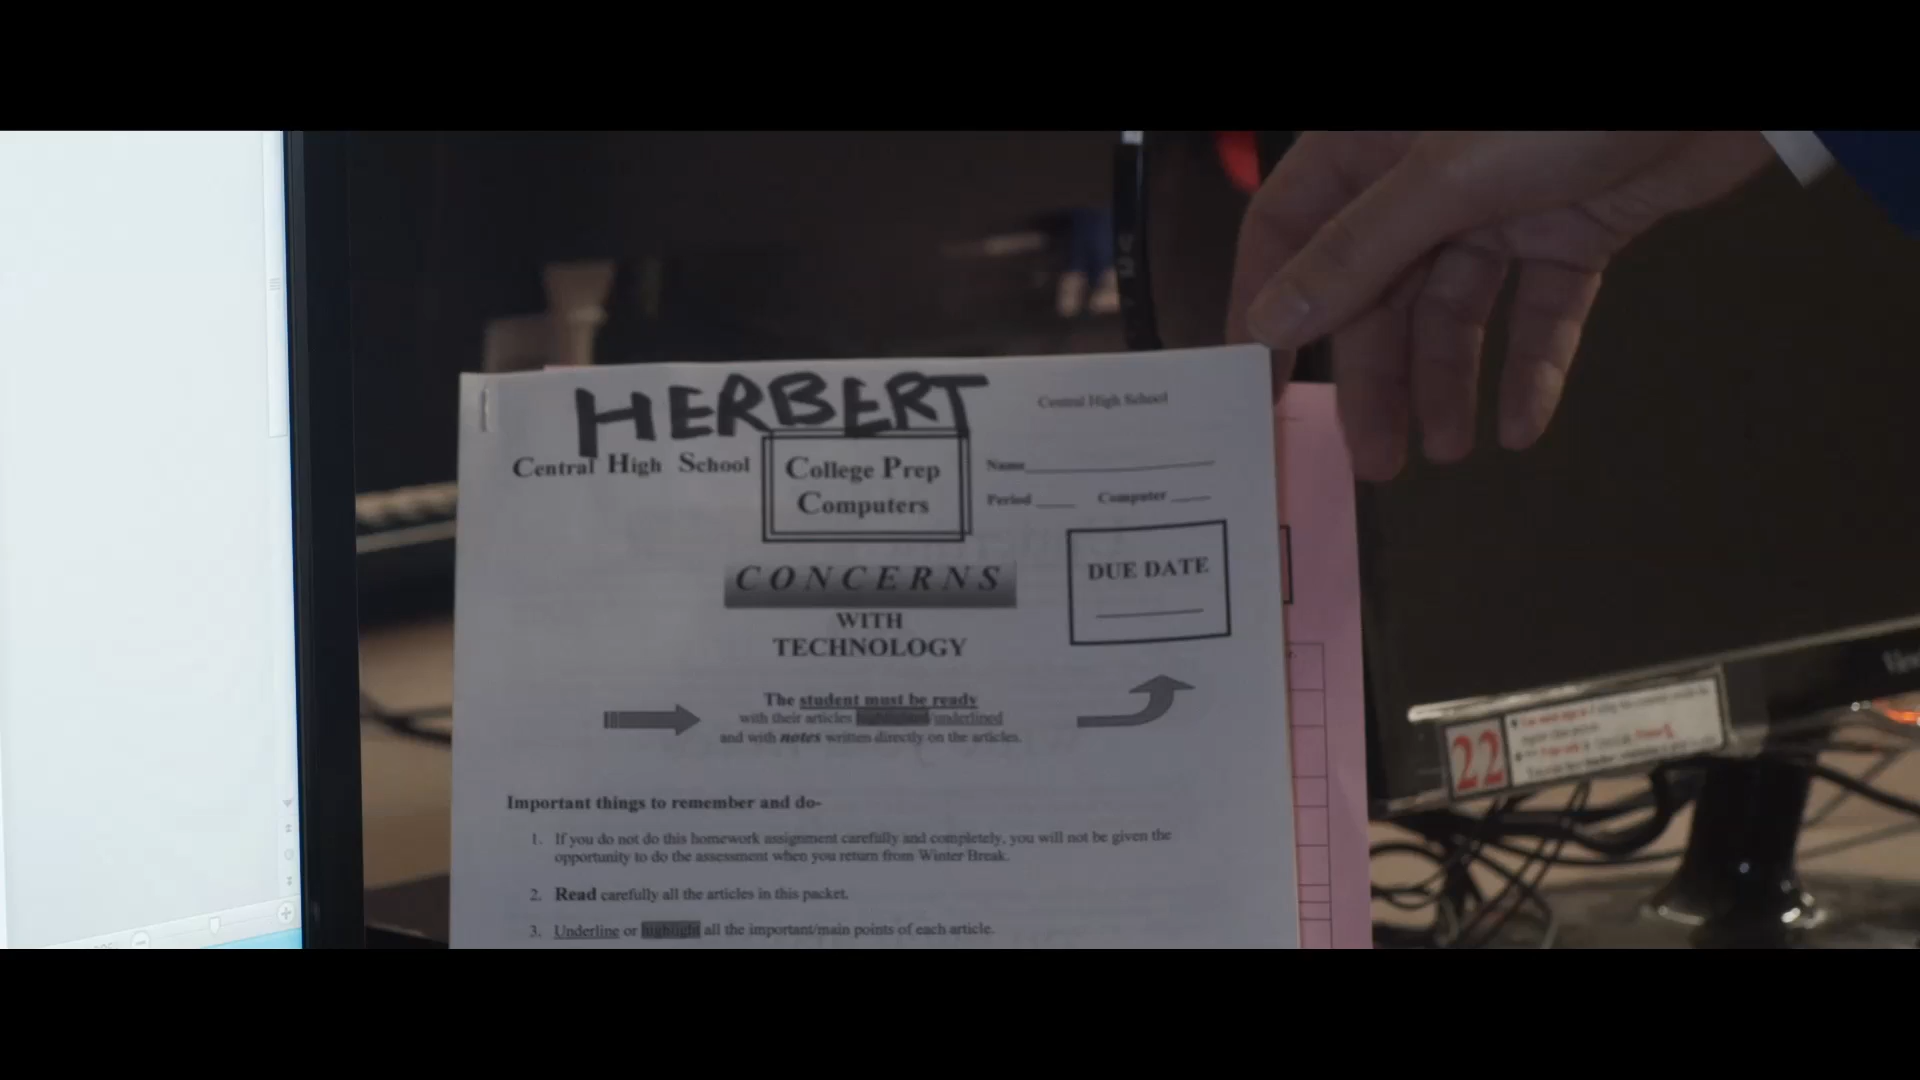 HERBERT
Central High School
Central High School
College Prep
Computers
Name
Period Computer
CONCERNS
WITH
TECHNOLOGY
DUE DATE
The student must be ready
with their articles highlighted/underlined
and with notes written directly on the articles.
Important things to remember and do-
1. If you do not do this homework assignment carefully and completely, you will not be given the
opportunity to do the assessment when you return from Winter Break.
2. Read carefully all the articles in this packet.
3. Underline or highlight all the important/main points of each article.
22